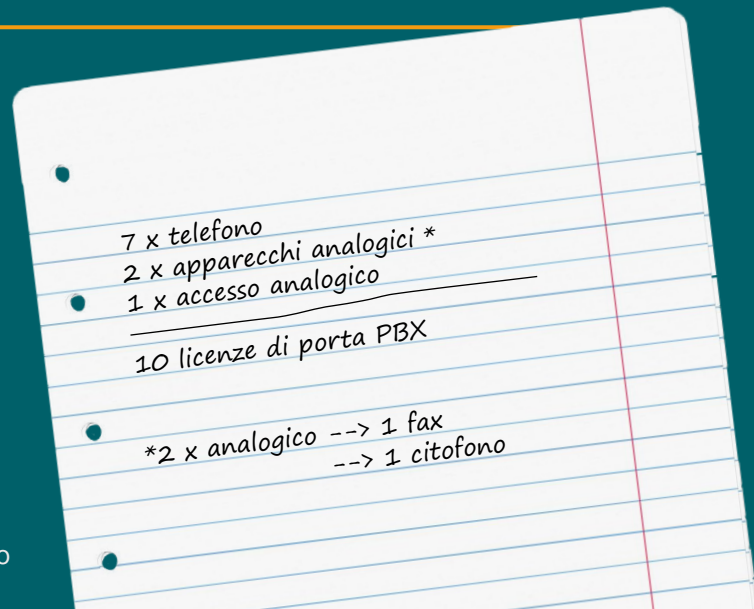 7 x telefono
2 x apparecchi analogici *
1 x accesso analogico
10 licenze di porta PBX
*2 x analogico --> 1 fax
--> 1 citofono
o